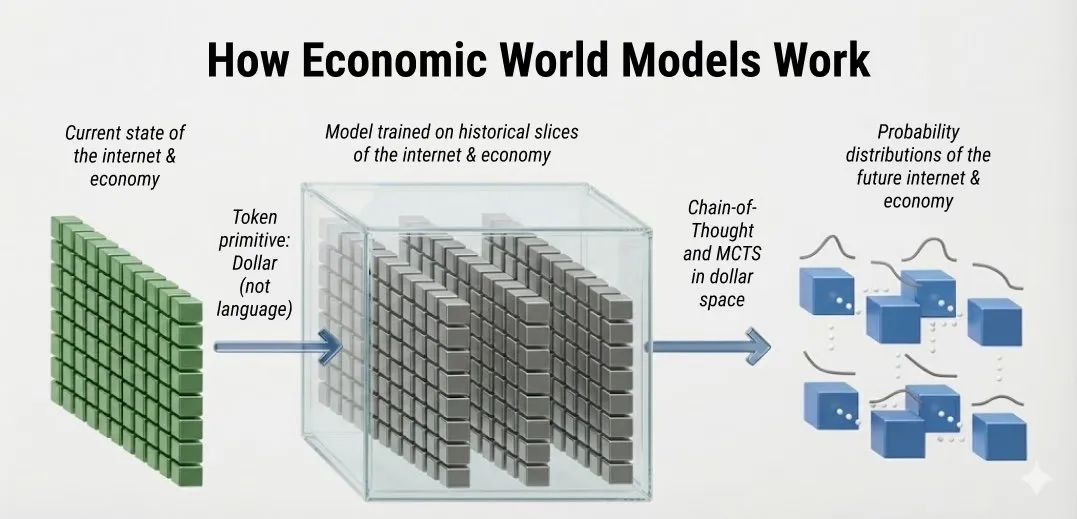 How Economic World Models Work
Current state of
the internet &
economy
Token
primitive:
Dollar
(not
language)
Model trained on historical slices
of the internet & economy
Chain-of-
Thought
and MCTS
in dollar
space
Probability
distributions of the
future internet &
economy